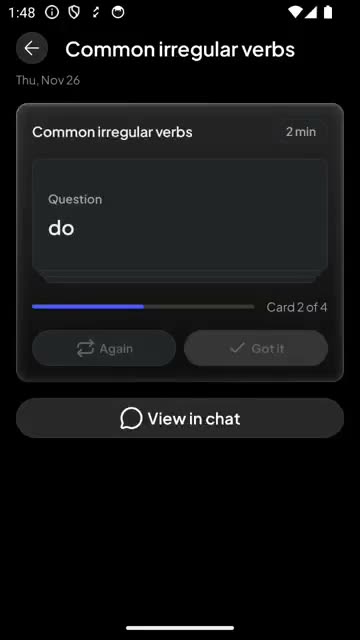 1:48
Common irregular verbs
Thu, Nov 26
Common irregular verbs
2 min
Question
do
Card 2 of 4
Again
Got it
View in chat